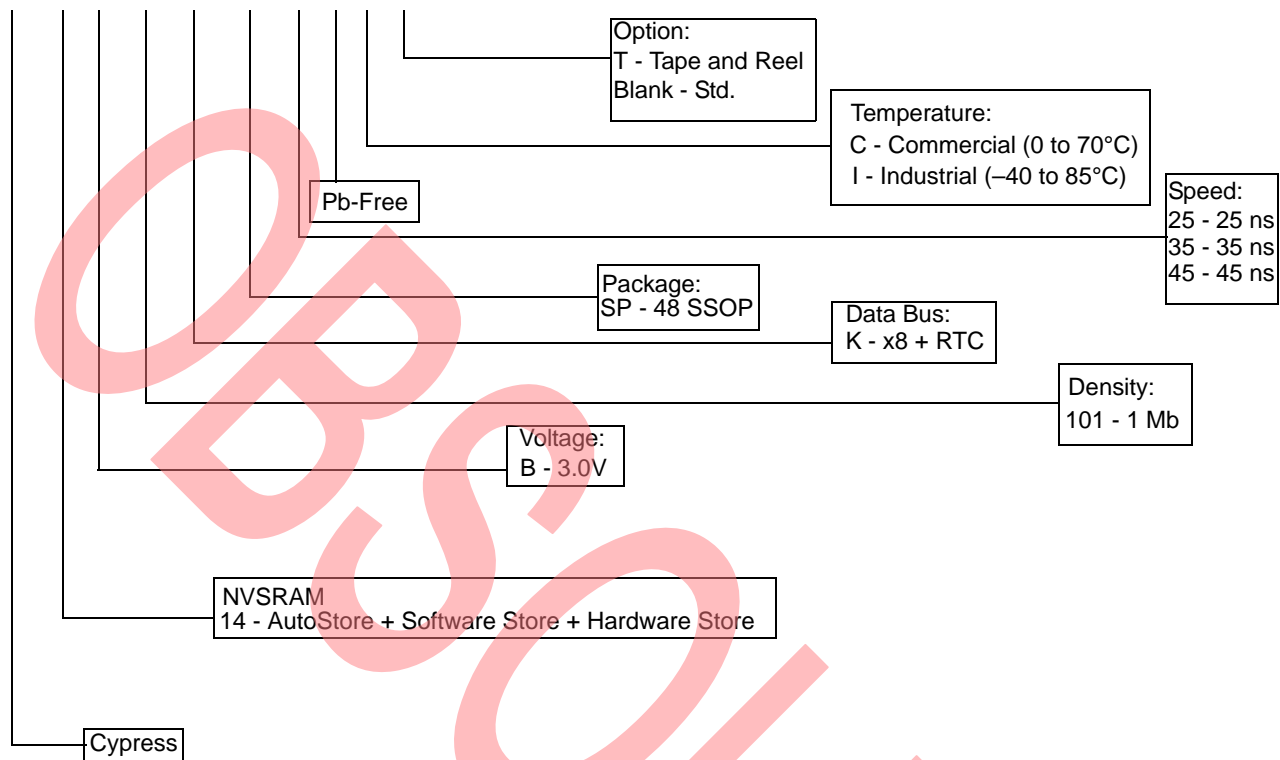 Option:
T - Tape and Reel
Blank - Std.
Temperature:
C - Commercial (0 to 70°C)
I - Industrial (–40 to 85°C)
Pb-Free
Speed:
25 - 25 ns
35 - 35 ns
45 - 45 ns
Package:
SP - 48 SSOP
Data Bus:
K - x8 + RTC
Density:
101 - 1 Mb
Voltage:
B - 3.0V
NVSRAM
14 - AutoStore + Software Store + Hardware Store
Cypress
OBSOL